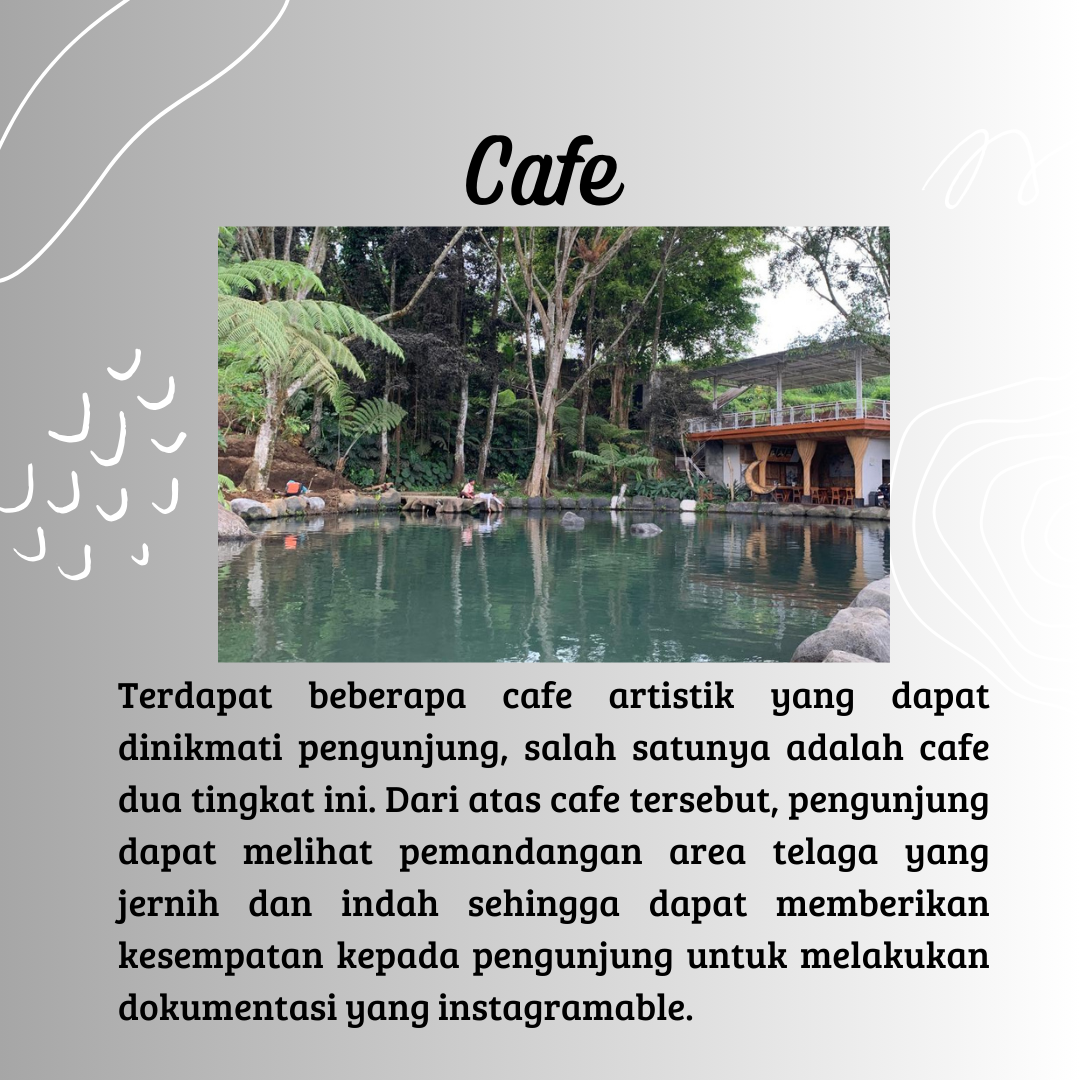 Cafe
Terdapat beberapa cafe artistik yang dapat
dinikmati pengunjung, salah satunya adalah cafe
dua tingkat ini. Dari atas cafe tersebut, pengunjung
dapat melihat pemandangan area telaga yang
jernih dan indah sehingga dapat memberikan
kesempatan kepada pengunjung untuk melakukan
dokumentasi yang instagramable.